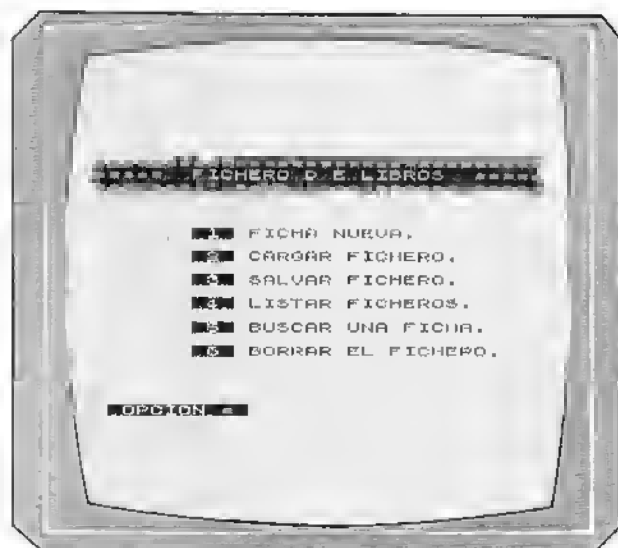 **** FICHERO DE LIBROS ****
1 FICHA NUEVA.
2 CARGAR FICHERO.
3 SALVAR FICHERO.
4 LISTAR FICHEROS.
5 BUSCAR UNA FICHA.
6 BORRAR EL FICHERO.
OPCION =